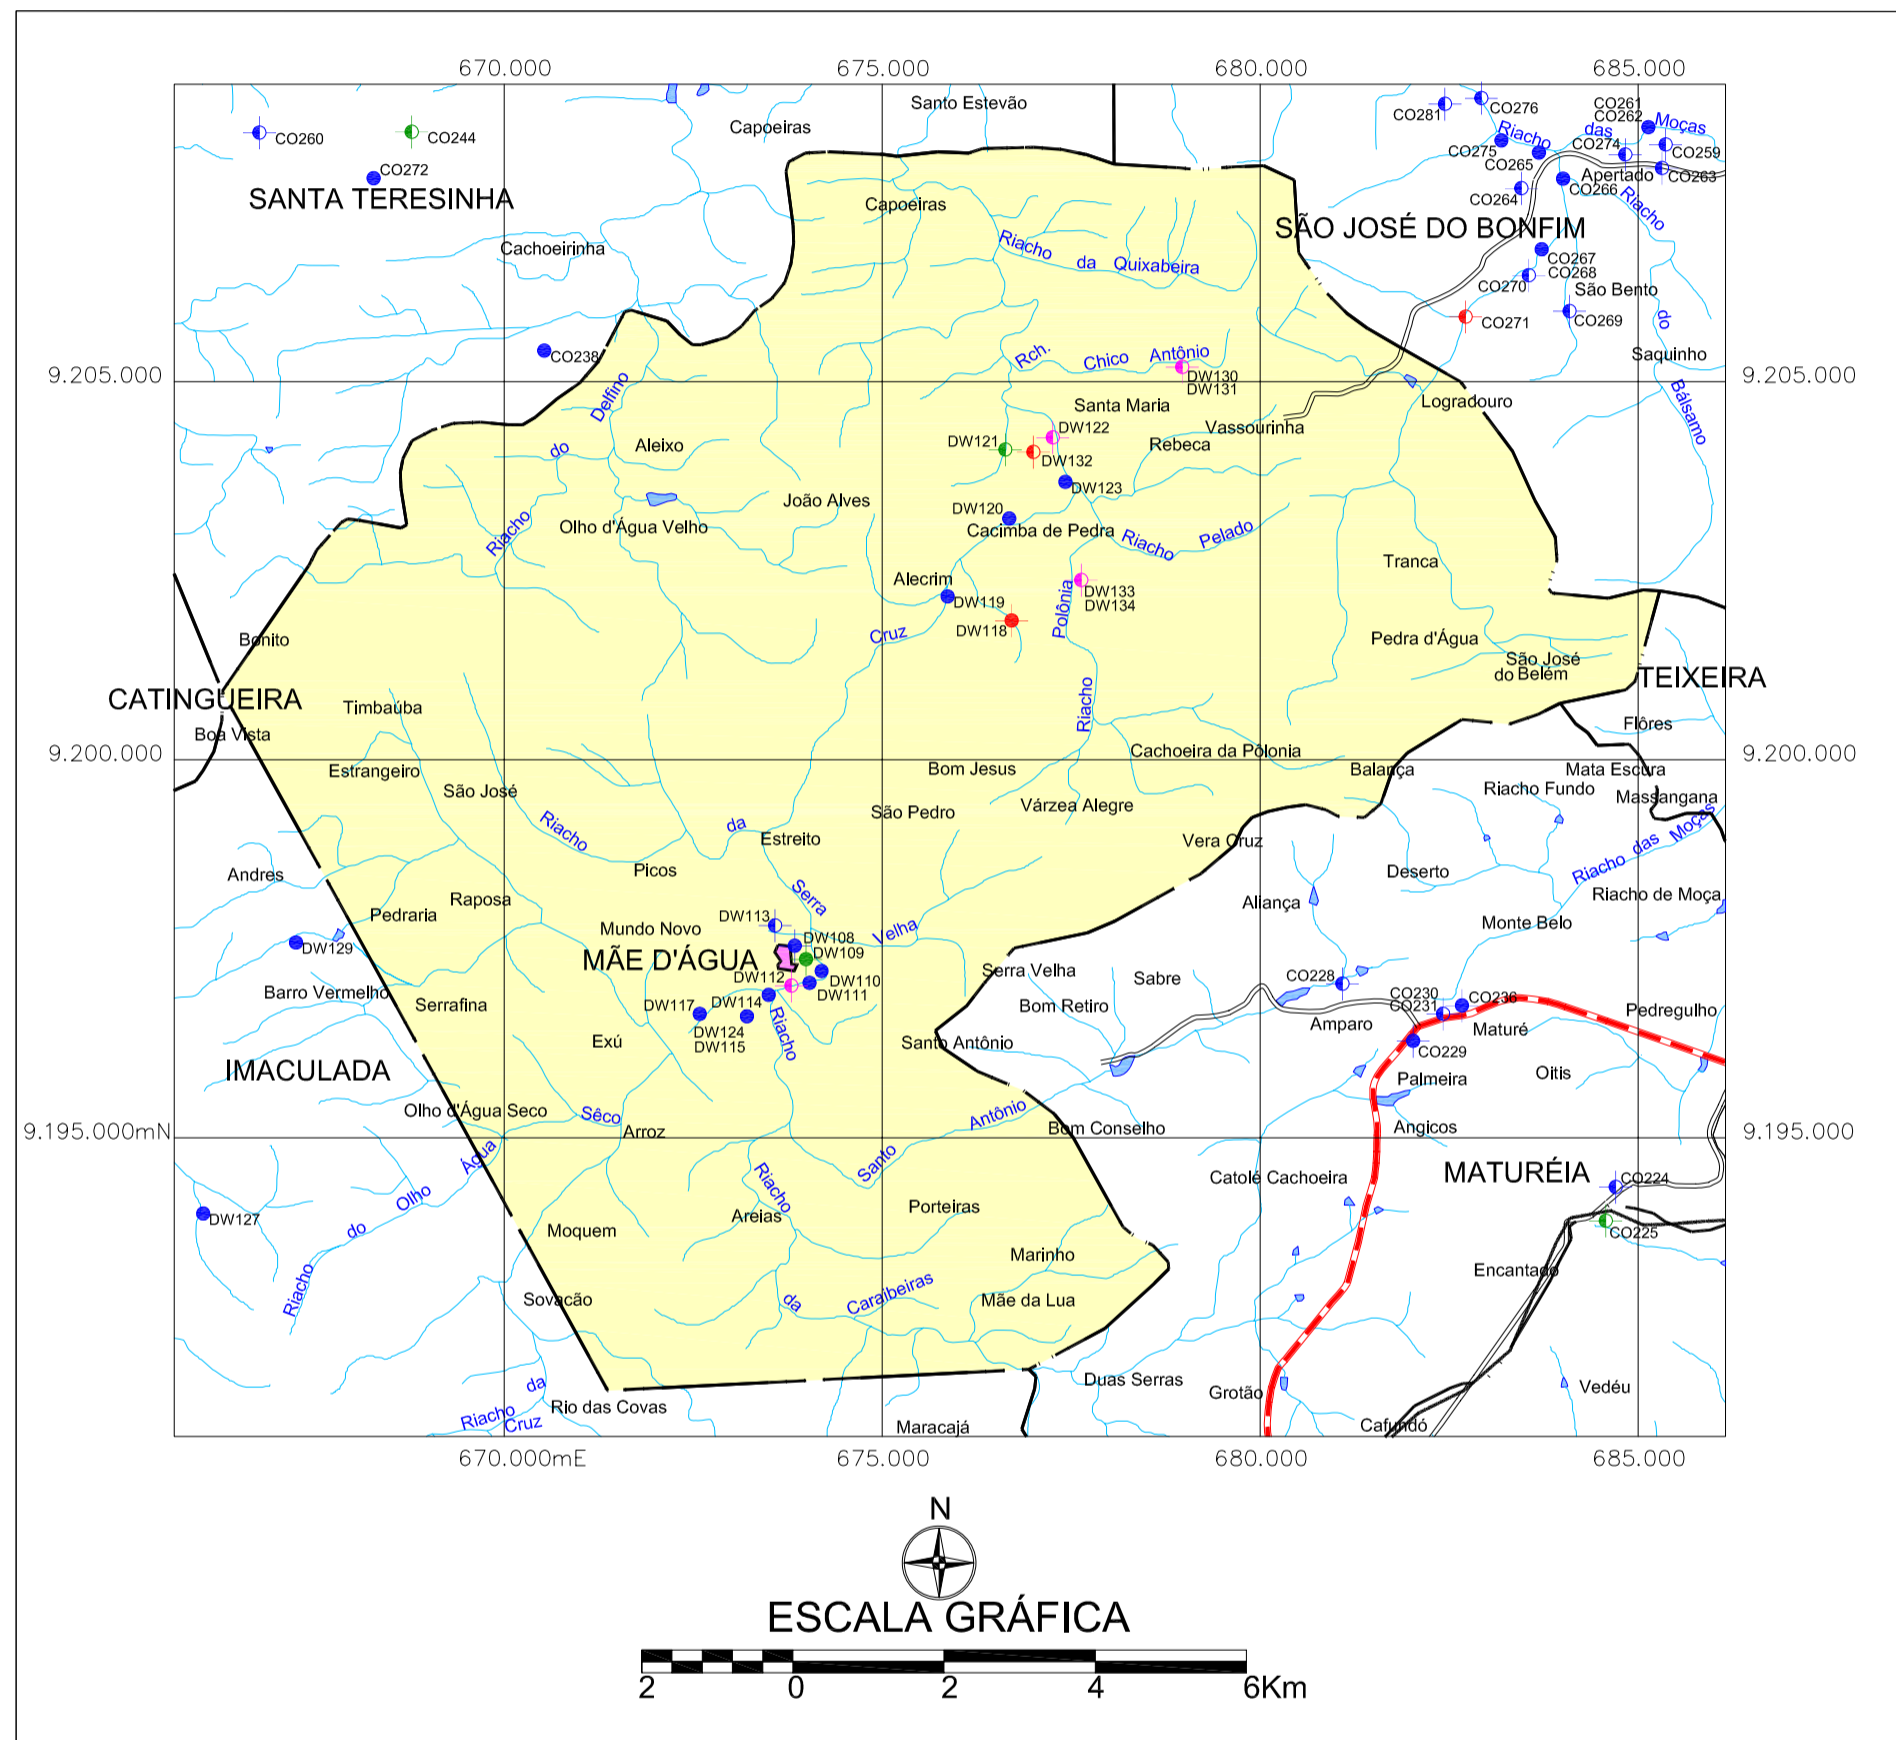 670.000
675.000
680.000
685.000
Santo Estevão
Capoeiras
CO260
CO244
CO272
SANTA TERESINHA
Cachoeirinha
CO281
CO276
CO261
CO262
Riacho das Moças
CO275
CO265
CO274
CO259
CO263
Apertado
CO264
CO266
Riacho do Bálsamo
SÃO JOSÉ DO BONFIM
CO267
CO268
CO270
São Bento
CO269
CO271
Saquinho
Capoeiras
Riacho da Quixabeira
CO238
9.205.000
9.205.000
Rch. Chico Antônio
DW130
DW131
Santa Maria
Logradouro
Riacho do Delfino
Aleixo
DW121
DW122
DW132
Rebeca
Vassourinha
DW123
João Alves
DW120
Olho d'Água Velho
Cacimba de Pedra
Riacho Pelado
Tranca
Alecrim
DW119
DW133
DW134
DW118
Cruz
Riacho Polônia
Pedra d'Água
São José
do Belém
Bonito
CATINGUEIRA
TEIXEIRA
Timbaúba
Boa Vista
Flôres
9.200.000
9.200.000
Cachoeira da Pôlonia
Estrangeiro
Bom Jesus
Balança
Mata Escura
São José
Várzea Alegre
Riacho Fundo
Massangana
São Pedro
Riacho da
Estreito
Vera Cruz
Riacho das Moças
Picos
Deserto
Andres
Serra Velha
Raposa
Pedraria
Aliança
Riacho de Moça
Mundo Novo
DW113
Monte Belo
DW129
DW108
DW109
MÃE D'ÁGUA
DW112
DW110
DW111
Serra Velha
Sabre
CO228
Barro Vermelho
Serrafina
DW117
DW114
DW124
DW115
Riacho
Bom Retiro
CO230
CO231
CO236
Pedregulho
Amparo
Maturé
Exú
Santo Antônio
CO229
IMACULADA
Palmeira
Oitis
Olho d'Água Seco
Sêco
Arroz
Antônio
Bom Conselho
Angicos
9.195.000mN
9.195.000
Santo
Riacho do Olho Água
Catolé Cachoeira
MATURÉIA
CO224
DW127
Riacho
Areias
Porteiras
CO225
Moquem
Marinho
Encantado
Sovacão
da Caraibeiras
Mãe da Lua
Duas Serras
Grotão
Vedéu
Riacho da Cruz
Rio das Covas
Maracajá
Cafundó
670.000mE
675.000
680.000
685.000
N
ESCALA GRÁFICA
2 0 2 4 6Km